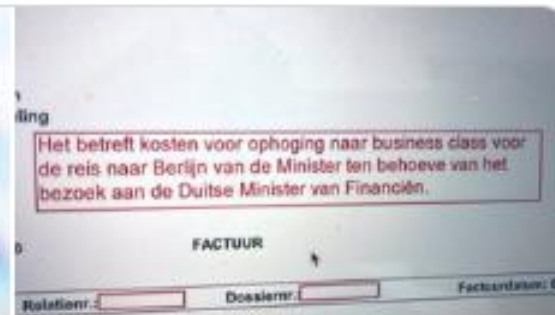 ling
Het betreft kosten voor ophoging naar business class voor
de reis naar Berlijn van de Minister ten behoeve van het
bezoek aan de Duitse Minister van Financiën.
FACTUUR
Relatienr.: Dossiernr.: Factuurdatum: